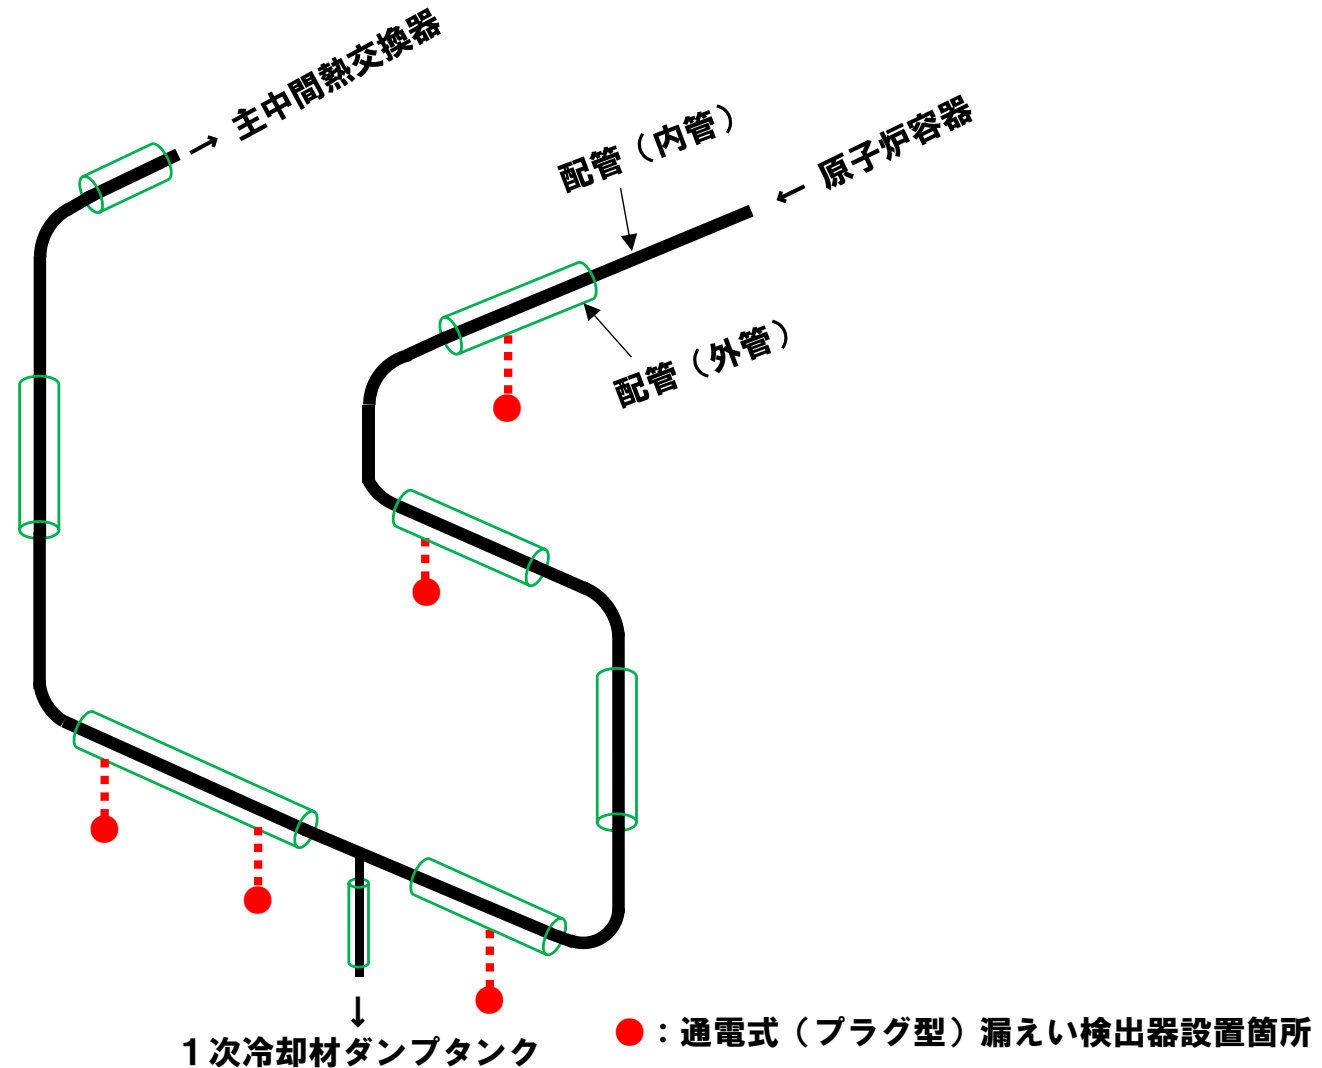 → 主中間熱交換器
配管（内管）
← 原子炉容器
配管（外管）
↓
１次冷却材ダンプタンク
●：通電式（プラグ型）漏えい検出器設置箇所